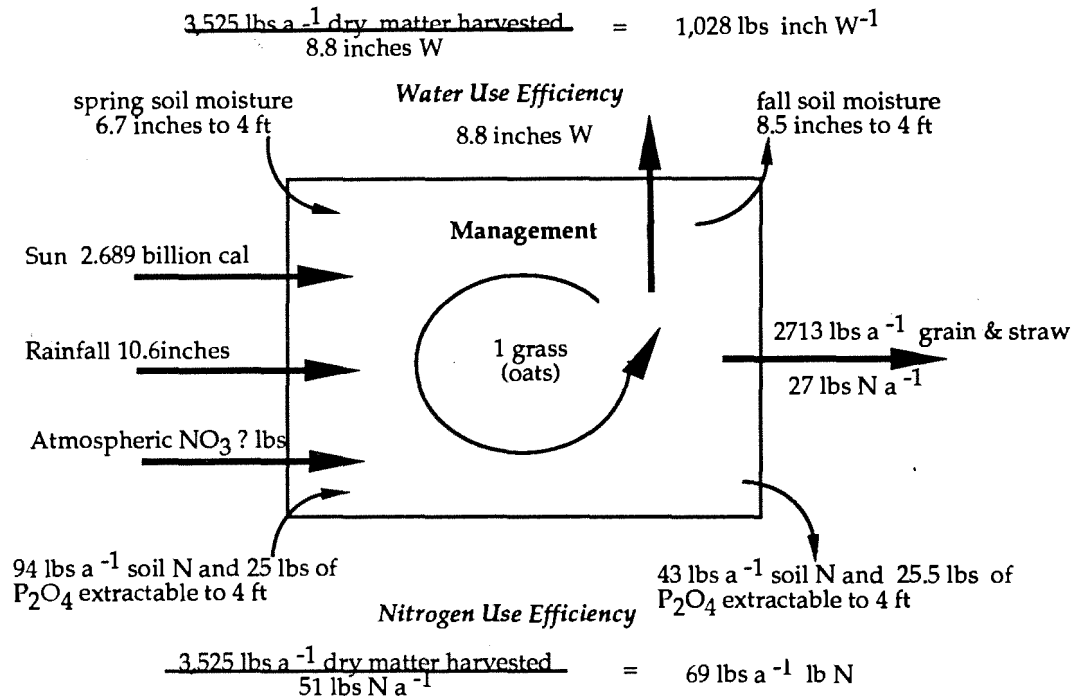 3,525 lbs a -1 dry matter harvested
8.8 inches W
= 1,028 lbs inch W-1
Water Use Efficiency
8.8 inches W
spring soil moisture
6.7 inches to 4 ft
fall soil moisture
8.5 inches to 4 ft
Management
Sun 2.689 billion cal
Rainfall 10.6inches
Atmospheric NO3 ? lbs
1 grass
(oats)
2713 lbs a -1 grain & straw
27 lbs N a -1
94 lbs a -1 soil N and 25 lbs of
P2O4 extractable to 4 ft
43 lbs a -1 soil N and 25.5 lbs of
P2O4 extractable to 4 ft
Nitrogen Use Efficiency
3,525 lbs a -1 dry matter harvested
51 lbs N a -1
= 69 lbs a -1 lb N